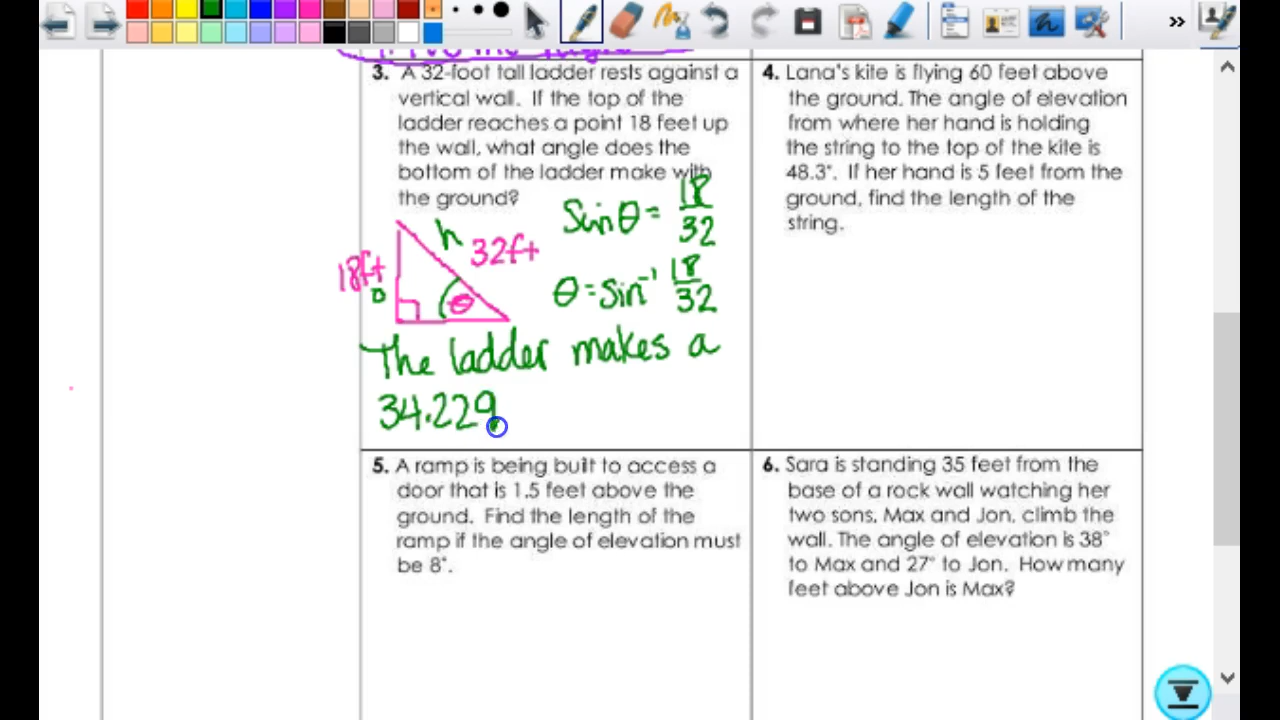 3. A 32-foot tall ladder rests against a
vertical wall. If the top of the
ladder reaches a point 18 feet up
the wall, what angle does the
bottom of the ladder make with
the ground?
Sinθ = 18/32
h
32ft
18ft
o
θ
θ = Sin⁻¹ 18/32
The ladder makes a
34.229
4. Lana's kite is flying 60 feet above
the ground. The angle of elevation
from where her hand is holding
the string to the top of the kite is
48.3°. If her hand is 5 feet from the
ground, find the length of the
string.
5. A ramp is being built to access a
door that is 1.5 feet above the
ground. Find the length of the
ramp if the angle of elevation must
be 8°.
6. Sara is standing 35 feet from the
base of a rock wall watching her
two sons, Max and Jon, climb the
wall. The angle of elevation is 38°
to Max and 27° to Jon. How many
feet above Jon is Max?